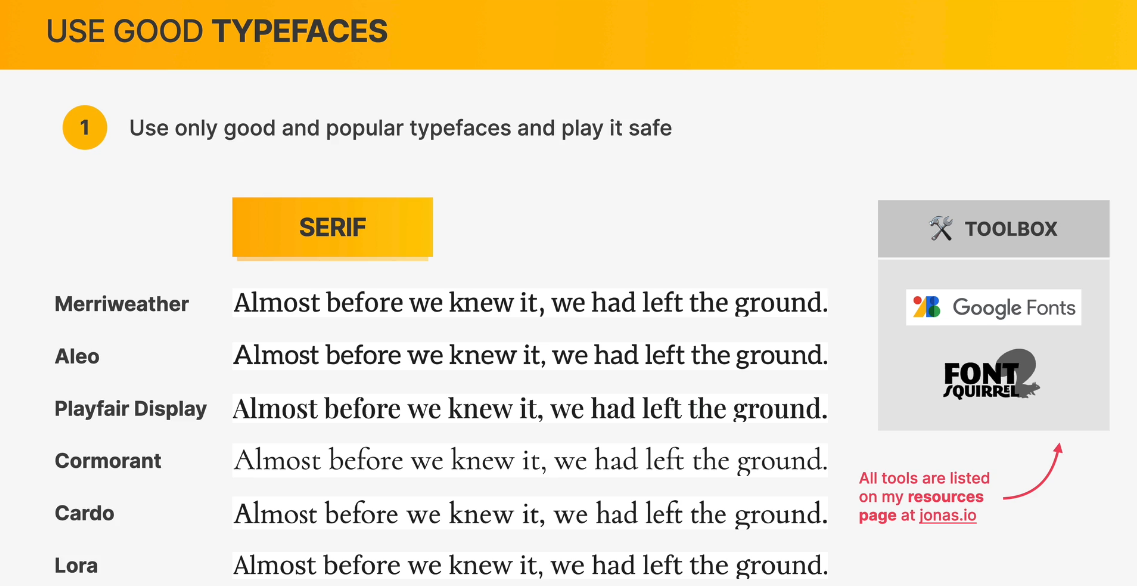 USE GOOD TYPEFACES
1 Use only good and popular typefaces and play it safe
SERIF
Merriweather Almost before we knew it, we had left the ground.
Aleo Almost before we knew it, we had left the ground.
Playfair Display Almost before we knew it, we had left the ground.
Cormorant Almost before we knew it, we had left the ground.
Cardo Almost before we knew it, we had left the ground.
Lora Almost before we knew it, we had left the ground.
TOOLBOX
Google Fonts
FONT
SQUIRREL
All tools are listed
on my resources
page at jonas.io